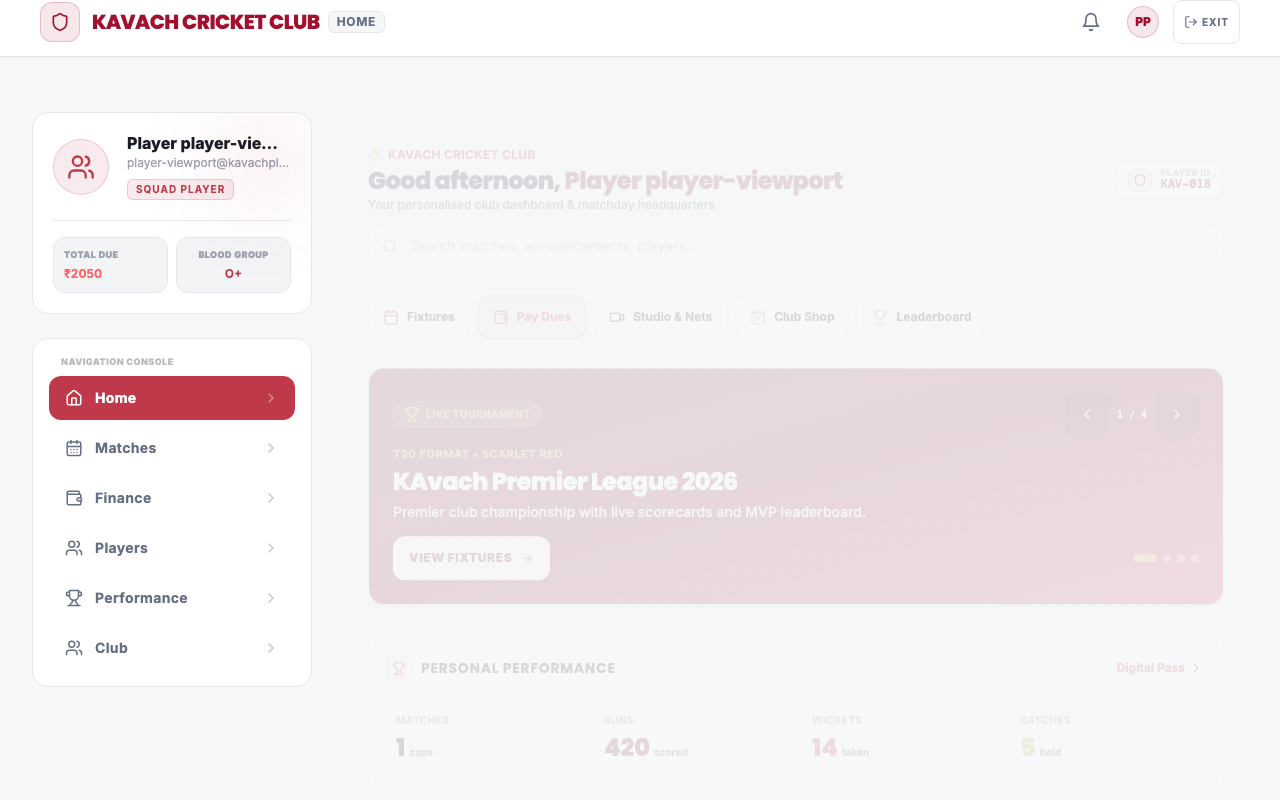 KAVACH CRICKET CLUB HOME
PP
EXIT
Player player-vie...
player-viewport@kavachpl...
SQUAD PLAYER
TOTAL DUE
₹2050
BLOOD GROUP
O+
NAVIGATION CONSOLE
Home
Matches
Finance
Players
Performance
Club
KAVACH CRICKET CLUB
Good afternoon, Player player-viewport
Your personalised club dashboard & matchday headquarters
PLAYER ID
KAV-018
Search matches, announcements, players...
Fixtures
Pay Dues
Studio & Nets
Club Shop
Leaderboard
LIVE TOURNAMENT
1 / 4
T20 FORMAT • SCARLET RED
KAvach Premier League 2026
Premier club championship with live scorecards and MVP leaderboard.
VIEW FIXTURES
PERSONAL PERFORMANCE
Digital Pass
MATCHES
1 caps
RUNS
420 scored
WICKETS
14 taken
CATCHES
5 held